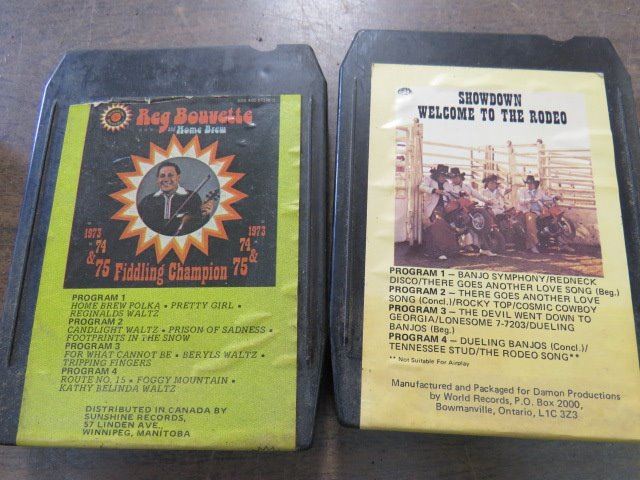 Reg Bouvette
and Home Brew
1973
'74
&
'75
Fiddling Champion
1973
'74
&
'75
PROGRAM 1
HOME BREW POLKA • PRETTY GIRL •
REGINALDS WALTZ
PROGRAM 2
CANDLIGHT WALTZ • PRISON OF SADNESS •
FOOTPRINTS IN THE SNOW
PROGRAM 3
FOR WHAT CANNOT BE • BERYLS WALTZ •
TRIPPING FINGERS
PROGRAM 4
ROUTE NO. 15 • FOGGY MOUNTAIN •
KATHY BELINDA WALTZ
DISTRIBUTED IN CANADA BY
SUNSHINE RECORDS,
57 LINDEN AVE.,
WINNIPEG, MANITOBA
SHOWDOWN
WELCOME TO THE RODEO
PROGRAM 1 – BANJO SYMPHONY/REDNECK
DISCO/THERE GOES ANOTHER LOVE SONG (Beg.)
PROGRAM 2 – THERE GOES ANOTHER LOVE
SONG (Concl.)/ROCKY TOP/COSMIC COWBOY
PROGRAM 3 – THE DEVIL WENT DOWN TO
GEORGIA/LONESOME 7-7203/DUELING
BANJOS (Beg.)
PROGRAM 4 – DUELING BANJOS (Concl.)/
TENNESSEE STUD/THE RODEO SONG**
** Not Suitable For Airplay
Manufactured and Packaged for Damon Productions
by World Records, P.O. Box 2000,
Bowmanville, Ontario, L1C 3Z3